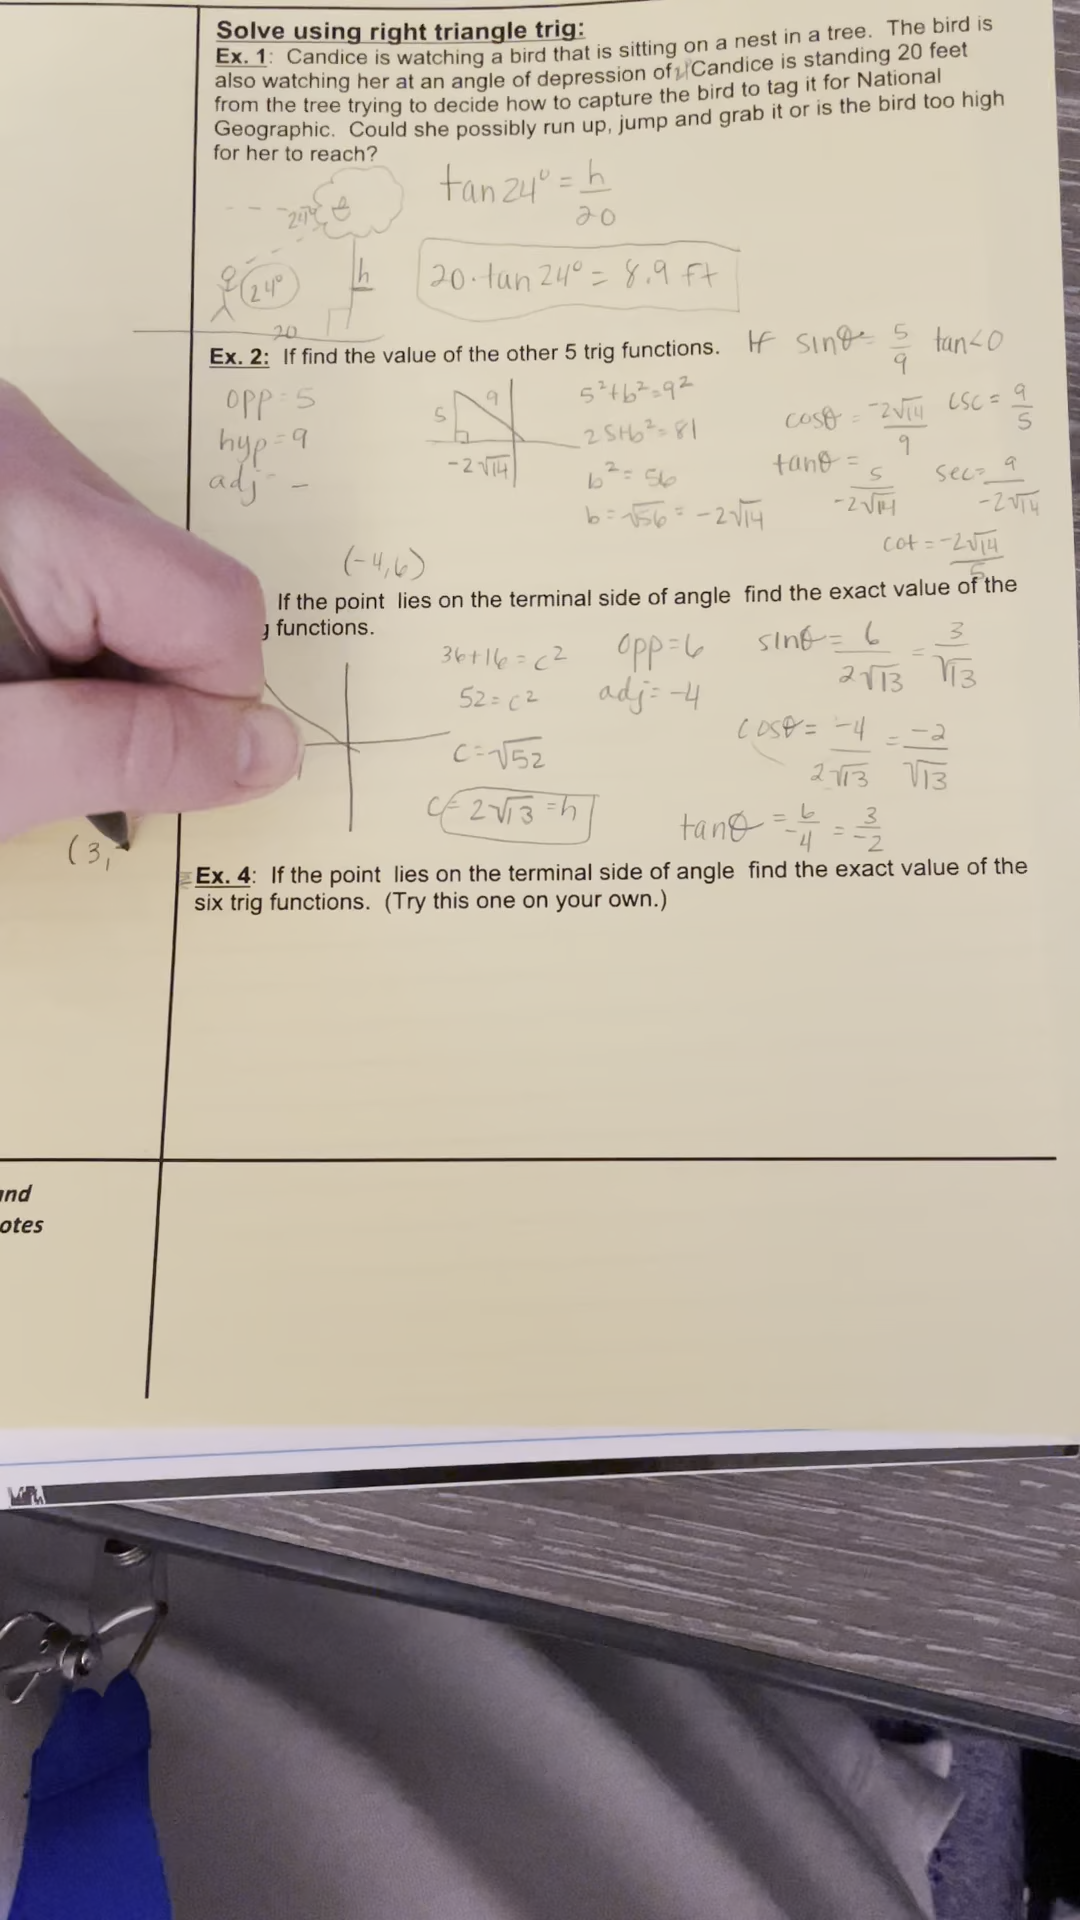 Solve using right triangle trig:
Ex. 1: Candice is watching a bird that is sitting on a nest in a tree. The bird is
also watching her at an angle of depression of Candice is standing 20 feet
from the tree trying to decide how to capture the bird to tag it for National
Geographic. Could she possibly run up, jump and grab it or is the bird too high
for her to reach?
tan 24° = h/20
24°
24°
h
20
20·tan 24° = 8.9 ft
Ex. 2: If find the value of the other 5 trig functions. If sinθ = 5/9 tan<0
opp = 5
hyp = 9
adj = -
5
9
-2√14
5²+b²=9²
25+b²=81
b²=56
b=√56 = -2√14
cosθ = -2√14/9
csc = 9/5
tanθ = 5/-2√14
sec = 9/-2√14
cot = -2√14/5
(-4,6)
If the point lies on the terminal side of angle find the exact value of the
functions.
36+16=c²
52=c²
c=√52
c=2√13=h
opp=6
adj=-4
sinθ = 6/2√13 = 3/√13
cosθ = -4/2√13 = -2/√13
tanθ = 6/-4 = 3/-2
(3,
Ex. 4: If the point lies on the terminal side of angle find the exact value of the
six trig functions. (Try this one on your own.)
nd
otes